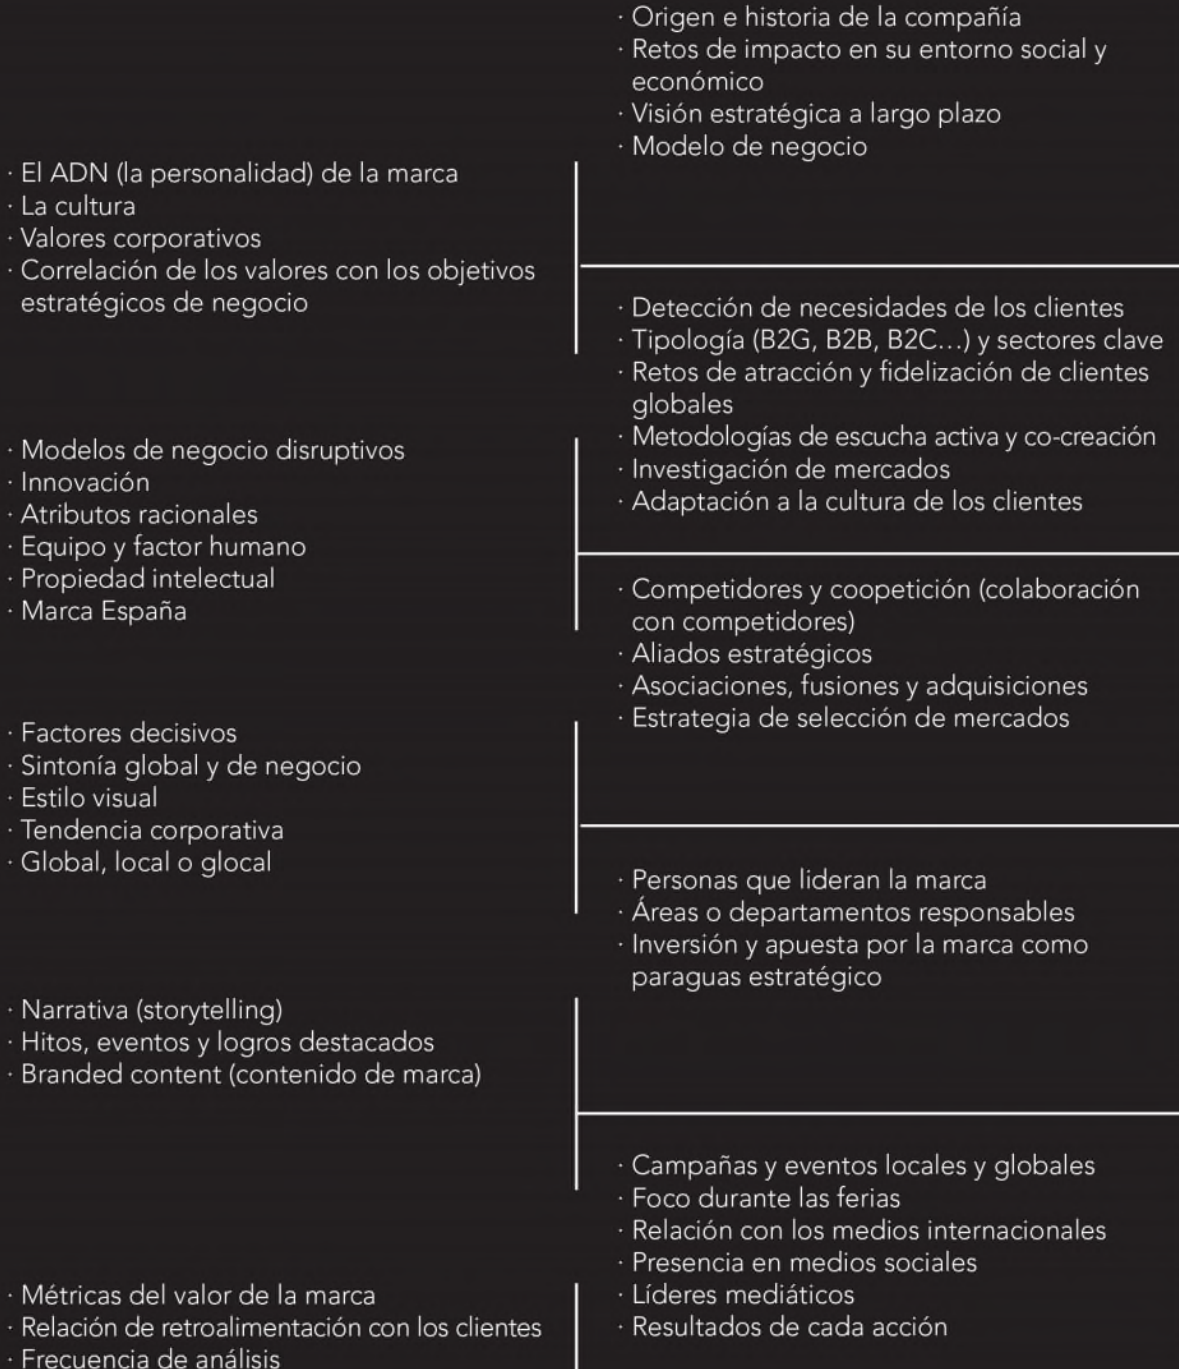 · Origen e historia de la compañía
· Retos de impacto en su entorno social y
económico
· Visión estratégica a largo plazo
· Modelo de negocio
· El ADN (la personalidad) de la marca
· La cultura
· Valores corporativos
· Correlación de los valores con los objetivos
estratégicos de negocio
· Detección de necesidades de los clientes
· Tipología (B2G, B2B, B2C…) y sectores clave
· Retos de atracción y fidelización de clientes
globales
· Metodologías de escucha activa y co-creación
· Investigación de mercados
· Adaptación a la cultura de los clientes
· Modelos de negocio disruptivos
· Innovación
· Atributos racionales
· Equipo y factor humano
· Propiedad intelectual
· Marca España
· Competidores y coopetición (colaboración
con competidores)
· Aliados estratégicos
· Asociaciones, fusiones y adquisiciones
· Estrategia de selección de mercados
· Factores decisivos
· Sintonía global y de negocio
· Estilo visual
· Tendencia corporativa
· Global, local o glocal
· Personas que lideran la marca
· Áreas o departamentos responsables
· Inversión y apuesta por la marca como
paraguas estratégico
· Narrativa (storytelling)
· Hitos, eventos y logros destacados
· Branded content (contenido de marca)
· Campañas y eventos locales y globales
· Foco durante las ferias
· Relación con los medios internacionales
· Presencia en medios sociales
· Líderes mediáticos
· Resultados de cada acción
· Métricas del valor de la marca
· Relación de retroalimentación con los clientes
· Frecuencia de análisis